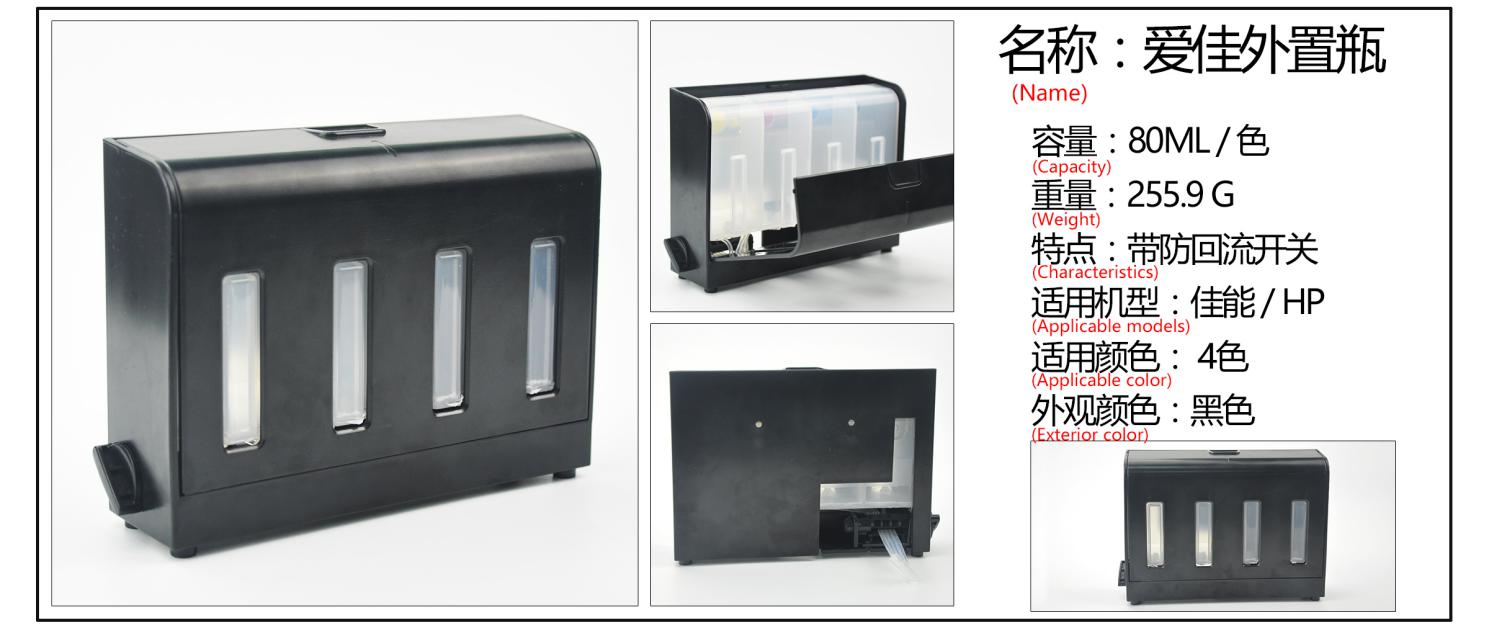 名称：爱佳外置瓶
(Name)
容量：80ML / 色
(Capacity)
重量：255.9 G
(Weight)
特点：带防回流开关
(Characteristics)
适用机型：佳能 / HP
(Applicable models)
适用颜色： 4色
(Applicable color)
外观颜色：黑色
(Exterior color)